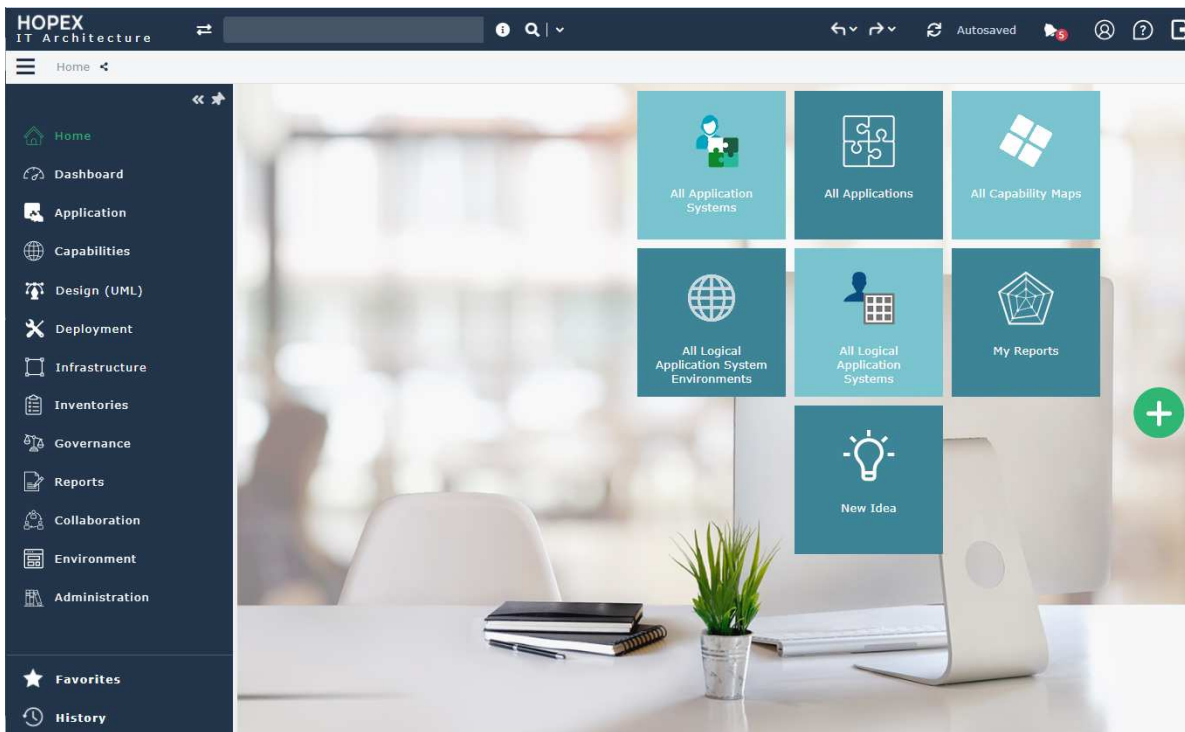 HOPEX
IT Architecture
Autosaved
5
Home
Home
Dashboard
Application
Capabilities
Design (UML)
Deployment
Infrastructure
Inventories
Governance
Reports
Collaboration
Environment
Administration
Favorites
History
All Application
Systems
All Applications
All Capability Maps
All Logical
Application System
Environments
All Logical
Application
Systems
My Reports
New Idea